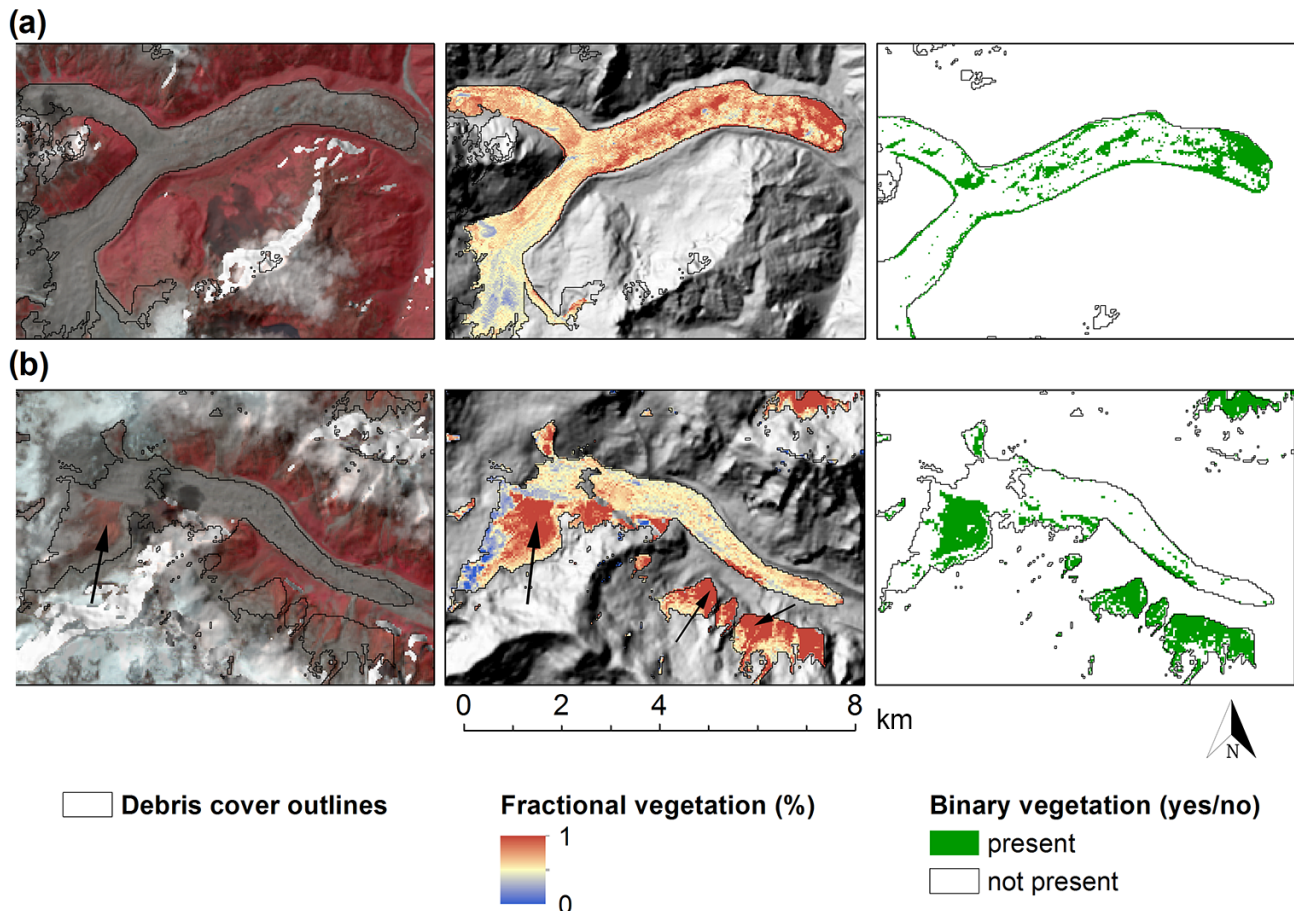 (a)
(b)
0 2 4 8
km
N
Debris cover outlines
Fractional vegetation (%)
1
0
Binary vegetation (yes/no)
present
not present